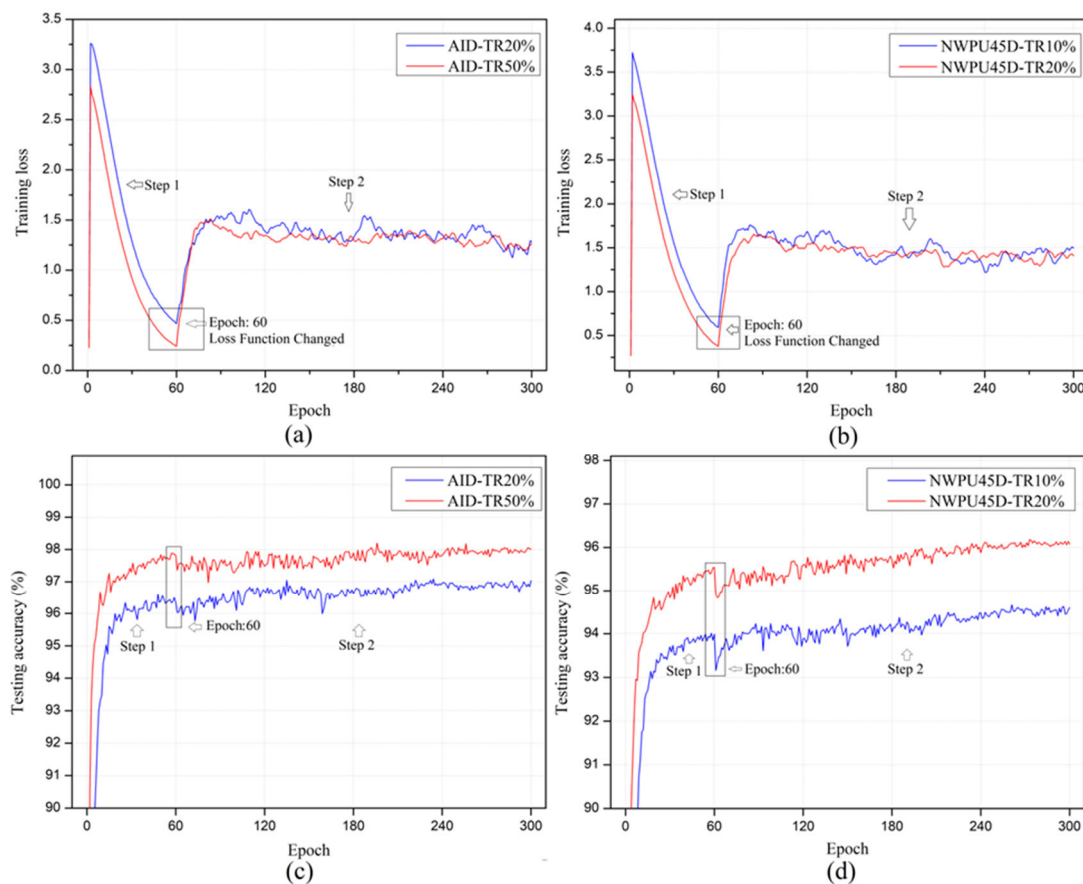 3.5
3.0
2.5
2.0
1.5
1.0
0.5
0.0
Training loss
AID-TR20%
AID-TR50%
Step 1
Step 2
Epoch: 60
Loss Function Changed
0 60 120 180 240 300
Epoch
(a)
4.0
3.5
3.0
2.5
2.0
1.5
1.0
0.5
Training loss
NWPU45D-TR10%
NWPU45D-TR20%
Step 1
Step 2
Epoch: 60
Loss Function Changed
0 60 120 180 240 300
Epoch
(b)
100
99
98
97
96
95
94
93
92
91
90
Testing accuracy (%)
AID-TR20%
AID-TR50%
Step 1
Epoch:60
Step 2
0 60 120 180 240 300
Epoch
(c)
98
97
96
95
94
93
92
91
90
Testing accuracy (%)
NWPU45D-TR10%
NWPU45D-TR20%
Step 1
Epoch:60
Step 2
0 60 120 180 240 300
Epoch
(d)